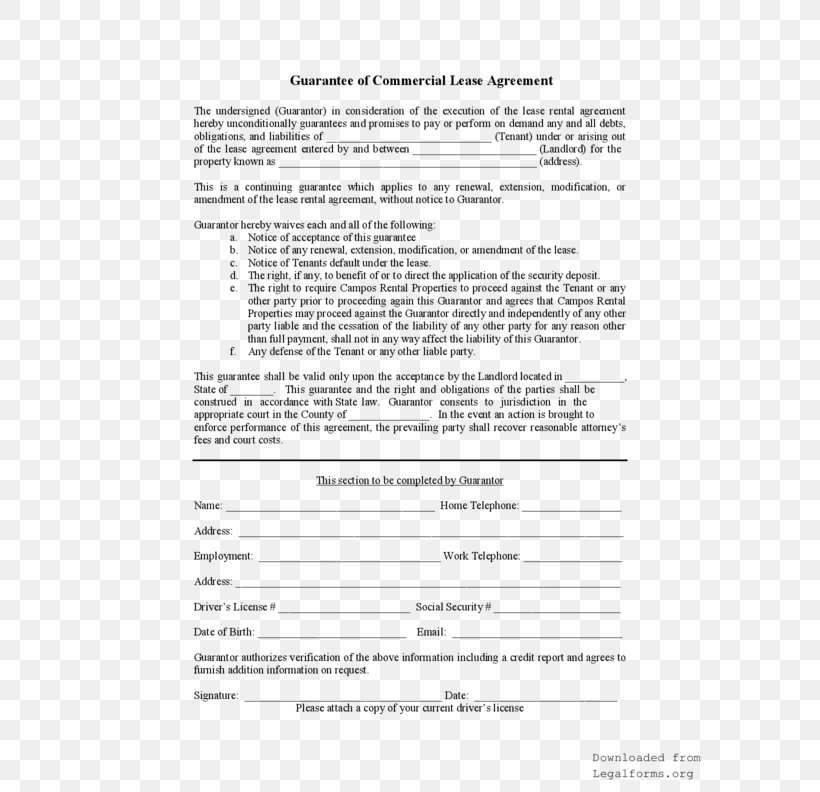 Guarantee of Commercial Lease Agreement
The undersigned (Guarantor) in consideration of the execution of the lease rental agreement
hereby unconditionally guarantees and promises to pay or perform on demand any and all debts,
obligations, and liabilities of ______________________________ (Tenant) under or arising out
of the lease agreement entered by and between ______________________ (Landlord) for the
property known as ______________________________________________ (address).
This is a continuing guarantee which applies to any renewal, extension, modification, or
amendment of the lease rental agreement, without notice to Guarantor.
Guarantor hereby waives each and all of the following:
a. Notice of acceptance of this guarantee
b. Notice of any renewal, extension, modification, or amendment of the lease.
c. Notice of Tenants default under the lease.
d. The right, if any, to benefit of or to direct the application of the security deposit.
e. The right to require Campos Rental Properties to proceed against the Tenant or any
other party prior to proceeding again this Guarantor and agrees that Campos Rental
Properties may proceed against the Guarantor directly and independently of any other
party liable and the cessation of the liability of any other party for any reason other
than full payment, shall not in any way affect the liability of this Guarantor.
f. Any defense of the Tenant or any other liable party.
This guarantee shall be valid only upon the acceptance by the Landlord located in ___________,
State of ________. This guarantee and the right and obligations of the parties shall be
construed in accordance with State law. Guarantor consents to jurisdiction in the
appropriate court in the County of _______________. In the event an action is brought to
enforce performance of this agreement, the prevailing party shall recover reasonable attorney's
fees and court costs.
This section to be completed by Guarantor
Name: ______________________________________ Home Telephone: __________________
Address: ______________________________________________________________________
Employment: _________________________________ Work Telephone: __________________
Address: ______________________________________________________________________
Driver's License # ________________________ Social Security # _______________________
Date of Birth: ___________________________ Email: _______________________________
Guarantor authorizes verification of the above information including a credit report and agrees to
furnish addition information on request.
Signature: ____________________________________ Date: __________________________
Please attach a copy of your current driver's license
Downloaded from
Legalforms.org